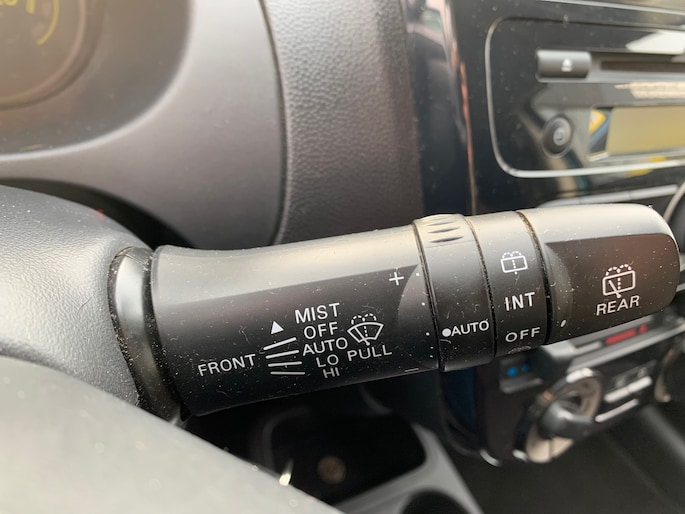 MIST
OFF
FRONT AUTO
LO PULL
HI
+
-
AUTO
INT
OFF
REAR